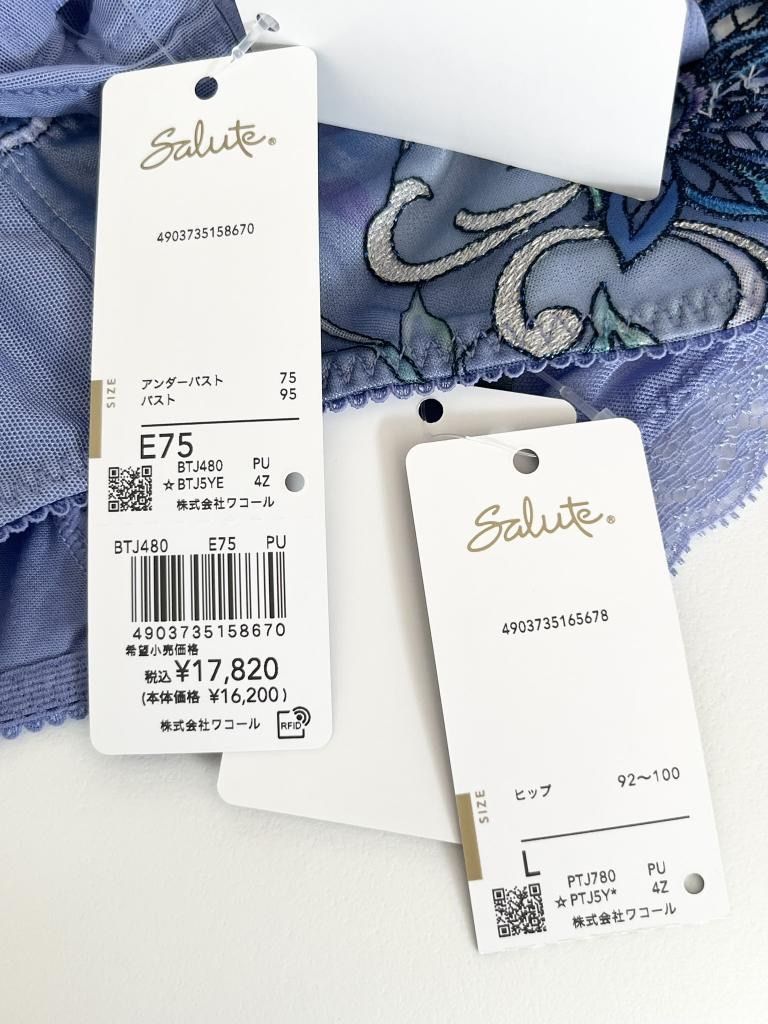 Salute®
4903735158670
SIZE
アンダーバスト 75
バスト 95
E75
BTJ480 PU
☆BTJ5YE 4Z
株式会社ワコール
BTJ480 E75 PU
4903735158670
希望小売価格
税込 ¥17,820
(本体価格 ¥16,200)
株式会社ワコール
RFID
Salute®
4903735165678
SIZE
ヒップ 92～100
L
PTJ780 PU
☆PTJ5Y* 4Z
株式会社ワコール